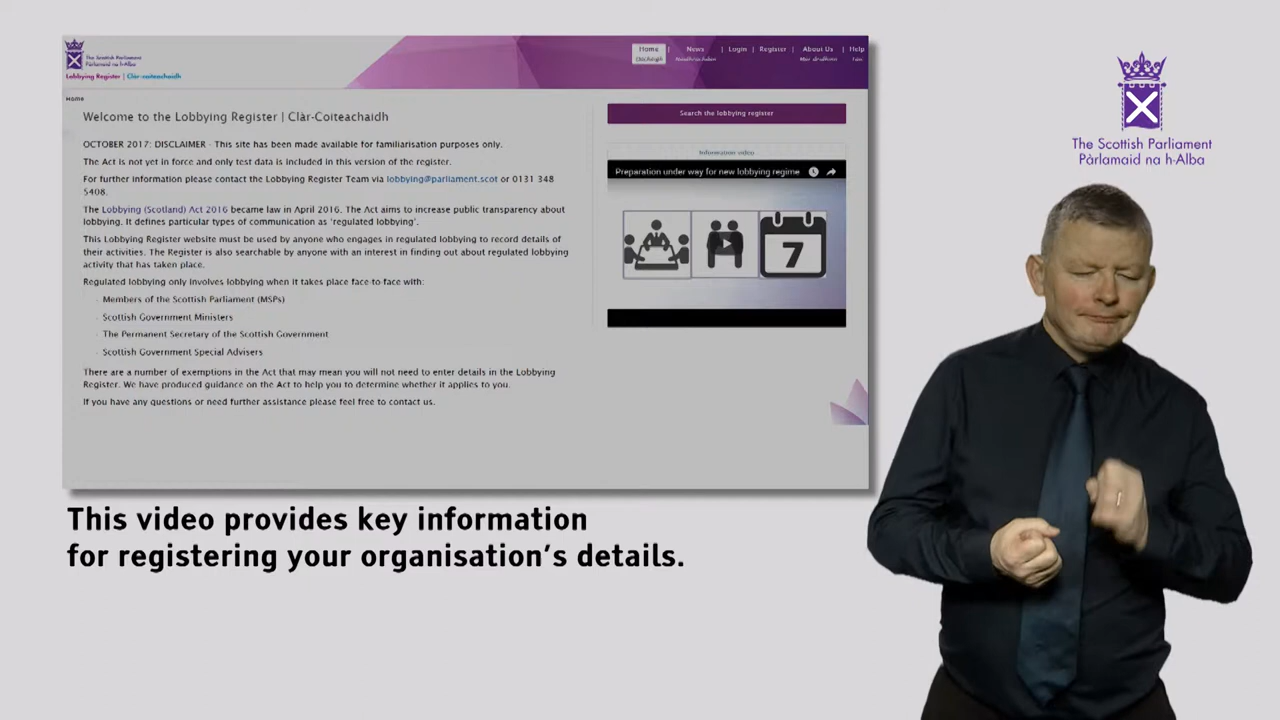 The Scottish Parliament
Pàrlamaid na h-Alba
Lobbying Register | Clàr-coiteachaidh
Home | News | Login | Register | About Us | Help
Dachaigh
Home
Welcome to the Lobbying Register | Clàr-Coiteachaidh
OCTOBER 2017: DISCLAIMER - This site has been made available for familiarisation purposes only.
The Act is not yet in force and only test data is included in this version of the register.
For further information please contact the Lobbying Register Team via lobbying@parliament.scot or 0131 348
5408.
The Lobbying (Scotland) Act 2016 became law in April 2016. The Act aims to increase public transparency about
lobbying. It defines particular types of communication as 'regulated lobbying'.
This Lobbying Register website must be used by anyone who engages in regulated lobbying to record details of
their activities. The Register is also searchable by anyone with an interest in finding out about regulated lobbying
activity that has taken place.
Regulated lobbying only involves lobbying when it takes place face-to-face with:
Members of the Scottish Parliament (MSPs)
Scottish Government Ministers
The Permanent Secretary of the Scottish Government
Scottish Government Special Advisers
There are a number of exemptions in the Act that may mean you will not need to enter details in the Lobbying
Register. We have produced guidance on the Act to help you to determine whether it applies to you.
If you have any questions or need further assistance please feel free to contact us.
Search the lobbying register
Information video
Preparation under way for new lobbying regime
7
The Scottish Parliament
Pàrlamaid na h-Alba
This video provides key information
for registering your organisation's details.